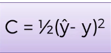 C = ½(ŷ- y)²